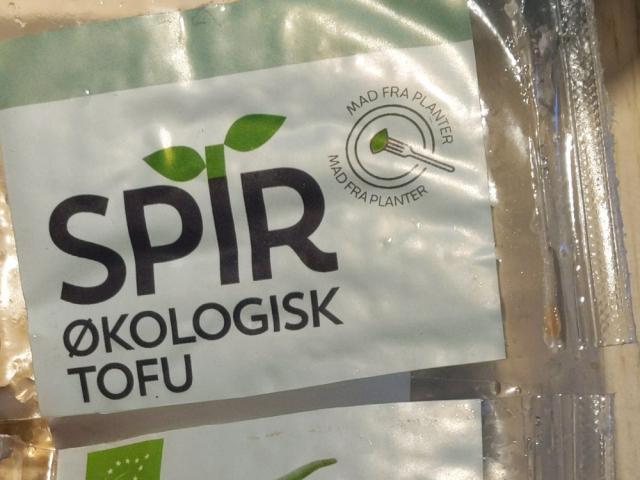 MAD FRA PLANTER
MAD FRA PLANTER
SPIR
ØKOLOGISK
TOFU